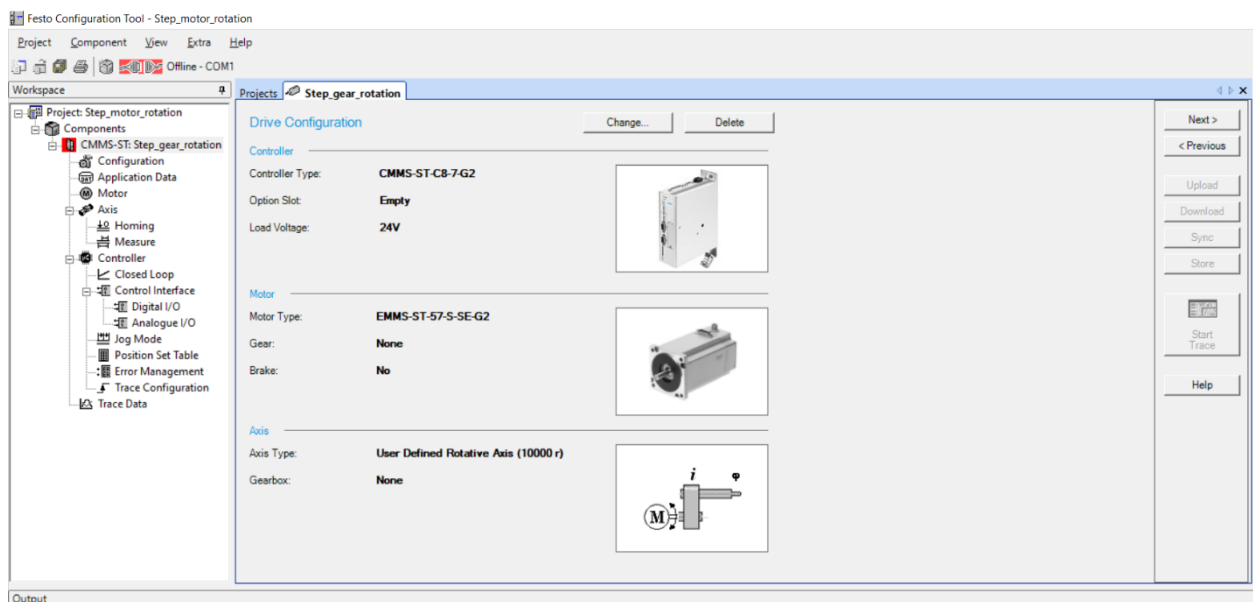 Festo Configuration Tool - Step_motor_rotation
Project Component View Extra Help
Offline - COM1
Workspace
Projects Step_gear_rotation
Project: Step_motor_rotation
Components
CMMS-ST: Step_gear_rotation
Configuration
Application Data
Motor
Axis
Homing
Measure
Controller
Closed Loop
Control Interface
Digital I/O
Analogue I/O
Jog Mode
Position Set Table
Error Management
Trace Configuration
Trace Data
Drive Configuration
Change... Delete
Controller
Controller Type: CMMS-ST-C8-7-G2
Option Slot: Empty
Load Voltage: 24V
Motor
Motor Type: EMMS-ST-57-S-SE-G2
Gear: None
Brake: No
Axis
Axis Type: User Defined Rotative Axis (10000 r)
Gearbox: None
i φ
M
Next >
< Previous
Upload
Download
Sync
Store
Start
Trace
Help
Output